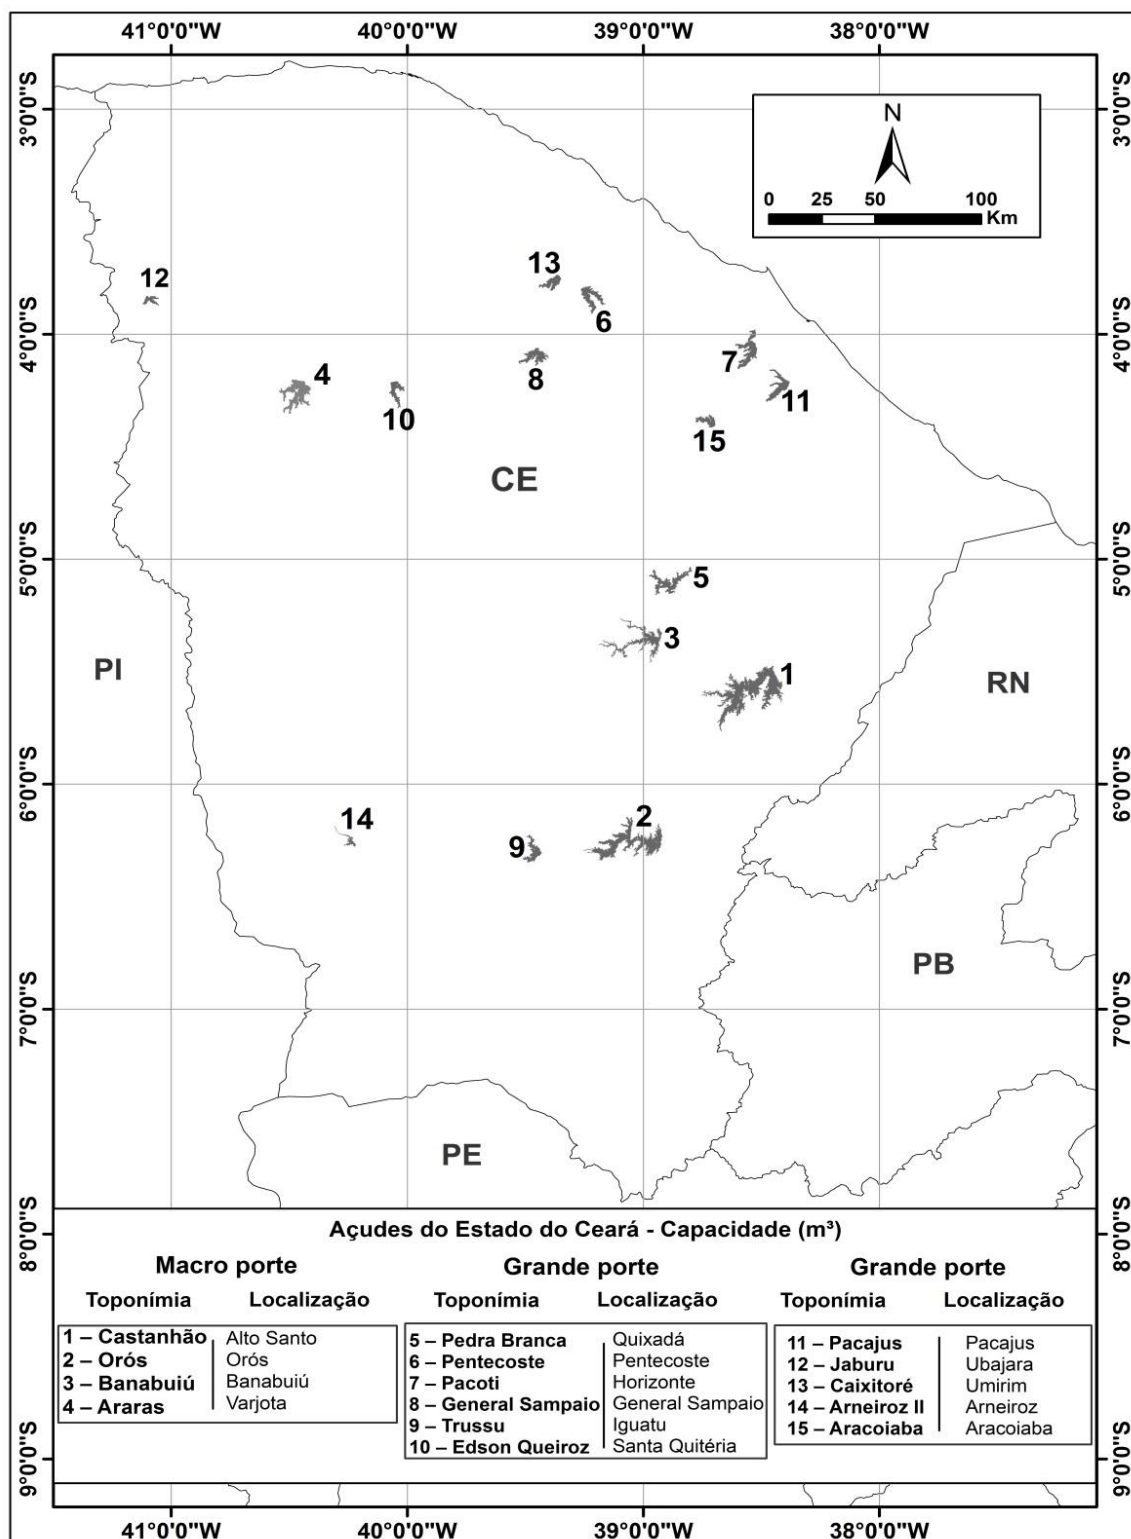 41°0'0"W 40°0'0"W 39°0'0"W 38°0'0"W
3°0'0"S 3°0'0"S
N
0 25 50 100
Km
12
13
6
4°0'0"S 4°0'0"S
4
10
8
7
11
15
CE
5°0'0"S 5°0'0"S
5
3
1
PI
RN
6°0'0"S 6°0'0"S
14
9
2
PB
7°0'0"S 7°0'0"S
PE
8°0'0"S 8°0'0"S
Açudes do Estado do Ceará - Capacidade (m³)
Macro porte
Toponímia Localização
1 – Castanhão Alto Santo
2 – Orós Orós
3 – Banabuiú Banabuiú
4 – Araras Varjota
Grande porte
Toponímia Localização
5 – Pedra Branca Quixadá
6 – Pentecoste Pentecoste
7 – Pacoti Horizonte
8 – General Sampaio General Sampaio
9 – Trussu Iguatu
10 – Edson Queiroz Santa Quitéria
Grande porte
Toponímia Localização
11 – Pacajus Pacajus
12 – Jaburu Ubajara
13 – Caixitoré Umirim
14 – Arneiroz II Arneiroz
15 – Aracoiaba Aracoiaba
9°0'0"S 9°0'0"S
41°0'0"W 40°0'0"W 39°0'0"W 38°0'0"W